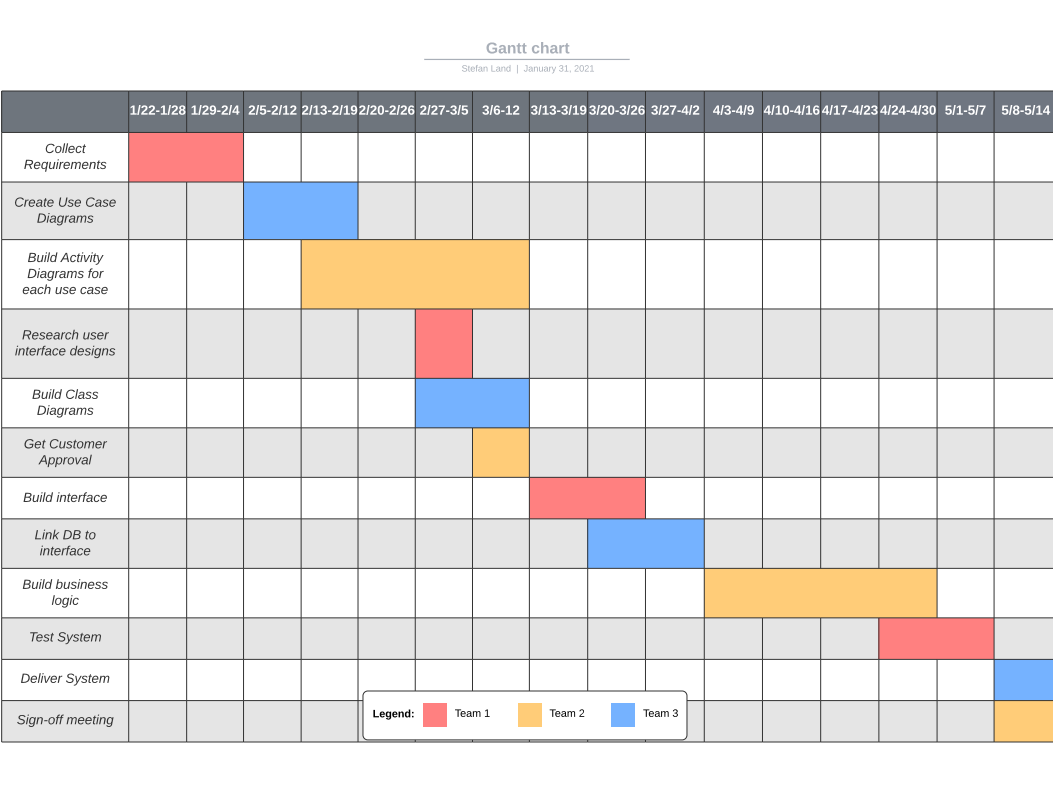 Gantt chart
Stefan Land | January 31, 2021
1/22-1/28 1/29-2/4 2/5-2/12 2/13-2/19 2/20-2/26 2/27-3/5 3/6-12 3/13-3/19 3/20-3/26 3/27-4/2 4/3-4/9 4/10-4/16 4/17-4/23 4/24-4/30 5/1-5/7 5/8-5/14
Collect
Requirements
Create Use Case
Diagrams
Build Activity
Diagrams for
each use case
Research user
interface designs
Build Class
Diagrams
Get Customer
Approval
Build interface
Link DB to
interface
Build business
logic
Test System
Deliver System
Sign-off meeting
Legend: Team 1 Team 2 Team 3